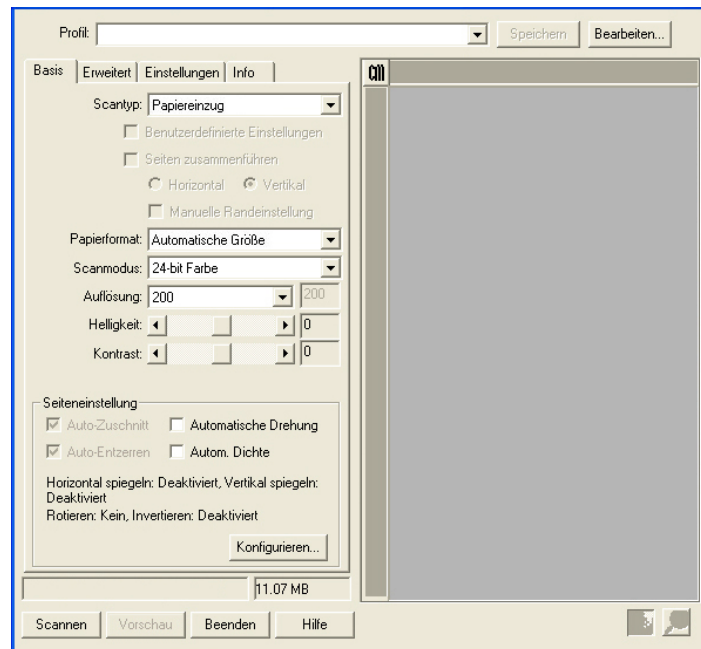 Profil: Speichern Bearbeiten...
Basis Erweitert Einstellungen Info cm
Scantyp: Papiereinzug
Benutzerdefinierte Einstellungen
Seiten zusammenführen
Horizontal Vertikal
Manuelle Randeinstellung
Papierformat: Automatische Größe
Scanmodus: 24-bit Farbe
Auflösung: 200 200
Helligkeit: 0
Kontrast: 0
Seiteneinstellung
Auto-Zuschnitt Automatische Drehung
Auto-Entzerren Autom. Dichte
Horizontal spiegeln: Deaktiviert, Vertikal spiegeln:
Deaktiviert
Rotieren: Kein, Invertieren: Deaktiviert
Konfigurieren...
11.07 MB
Scannen Vorschau Beenden Hilfe